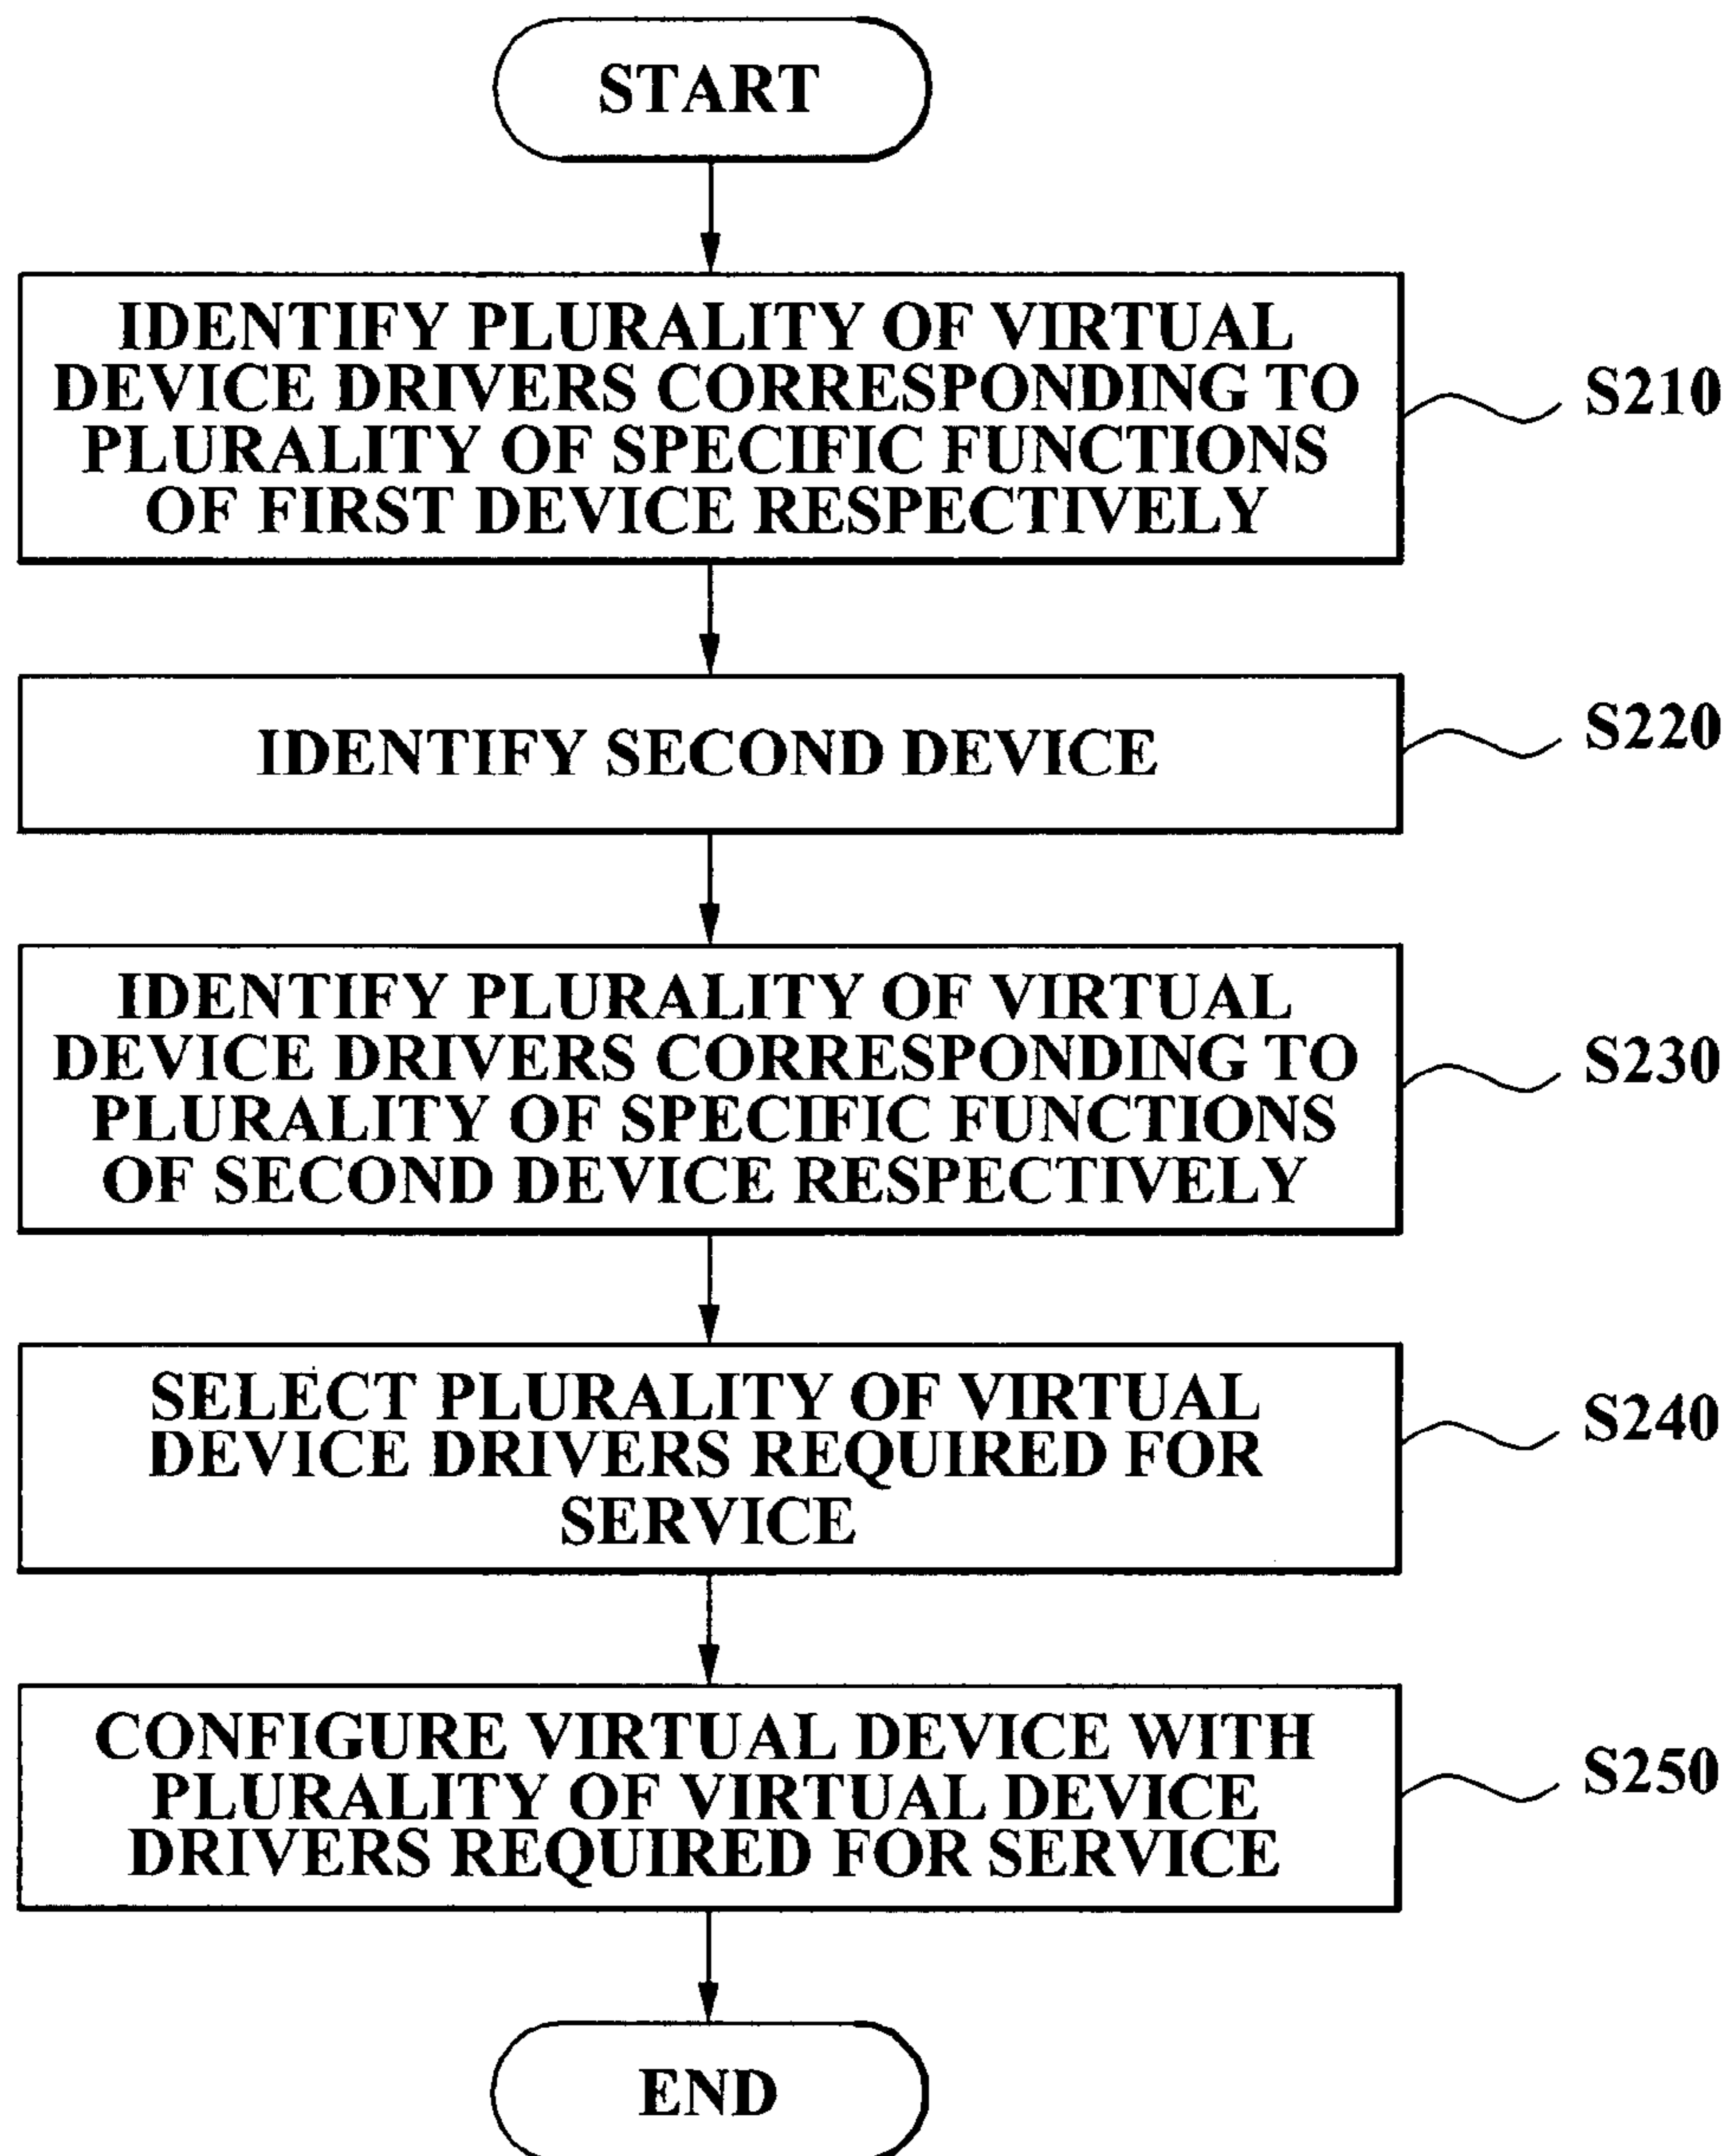 START
IDENTIFY PLURALITY OF VIRTUAL
DEVICE DRIVERS CORRESPONDING TO
PLURALITY OF SPECIFIC FUNCTIONS
OF FIRST DEVICE RESPECTIVELY
S210
IDENTIFY SECOND DEVICE
S220
IDENTIFY PLURALITY OF VIRTUAL
DEVICE DRIVERS CORRESPONDING TO
PLURALITY OF SPECIFIC FUNCTIONS
OF SECOND DEVICE RESPECTIVELY
S230
SELECT PLURALITY OF VIRTUAL
DEVICE DRIVERS REQUIRED FOR
SERVICE
S240
CONFIGURE VIRTUAL DEVICE WITH
PLURALITY OF VIRTUAL DEVICE
DRIVERS REQUIRED FOR SERVICE
S250
END